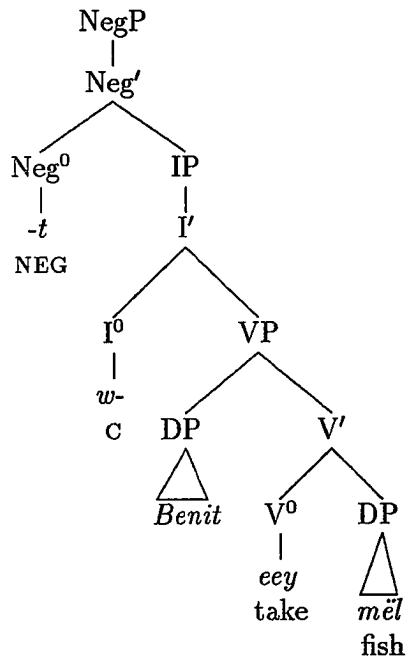 NegP
Neg′
Neg⁰ IP
-t I′
NEG
I⁰ VP
w-
C DP V′
Benit V⁰ DP
eey mël
take fish